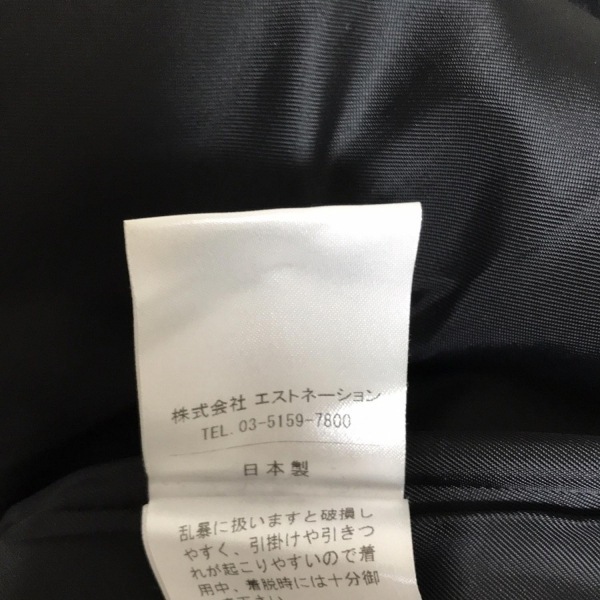 株式会社 エストネーション
TEL. 03-5159-7800
日本製
乱暴に扱いますと破損し
やすく、引掛けや引きつ
れが起こりやすいので着
用中、着脱時には十分御